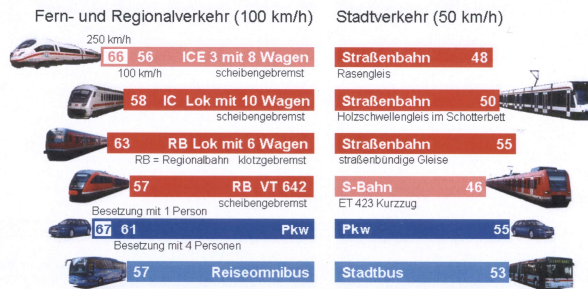 Fern- und Regionalverkehr (100 km/h)
250 km/h
66 56 ICE 3 mit 8 Wagen
100 km/h scheibengebremst
58 IC Lok mit 10 Wagen
scheibengebremst
63 RB Lok mit 6 Wagen
RB = Regionalbahn klotzgebremst
57 RB VT 642
scheibengebremst
Besetzung mit 1 Person
67 61 Pkw
Besetzung mit 4 Personen
57 Reiseomnibus
Stadtverkehr (50 km/h)
Straßenbahn 48
Rasengleis
Straßenbahn 50
Holzschwellengleis im Schotterbett
Straßenbahn 55
straßenbündige Gleise
S-Bahn 46
ET 423 Kurzzug
Pkw 55
Stadtbus 53